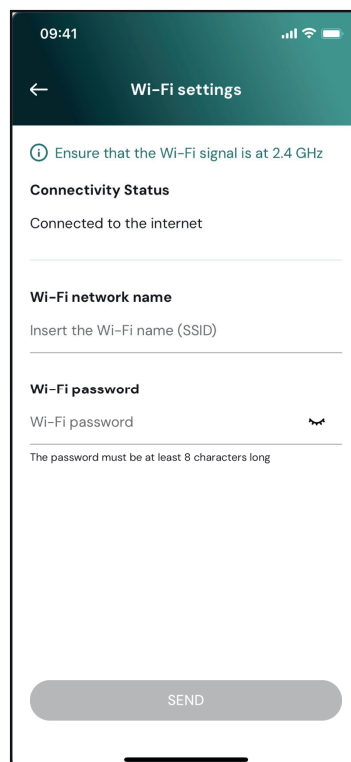 09:41
Wi-Fi settings
Ensure that the Wi-Fi signal is at 2.4 GHz
Connectivity Status
Connected to the internet
Wi-Fi network name
Insert the Wi-Fi name (SSID)
Wi-Fi password
Wi-Fi password
The password must be at least 8 characters long
SEND